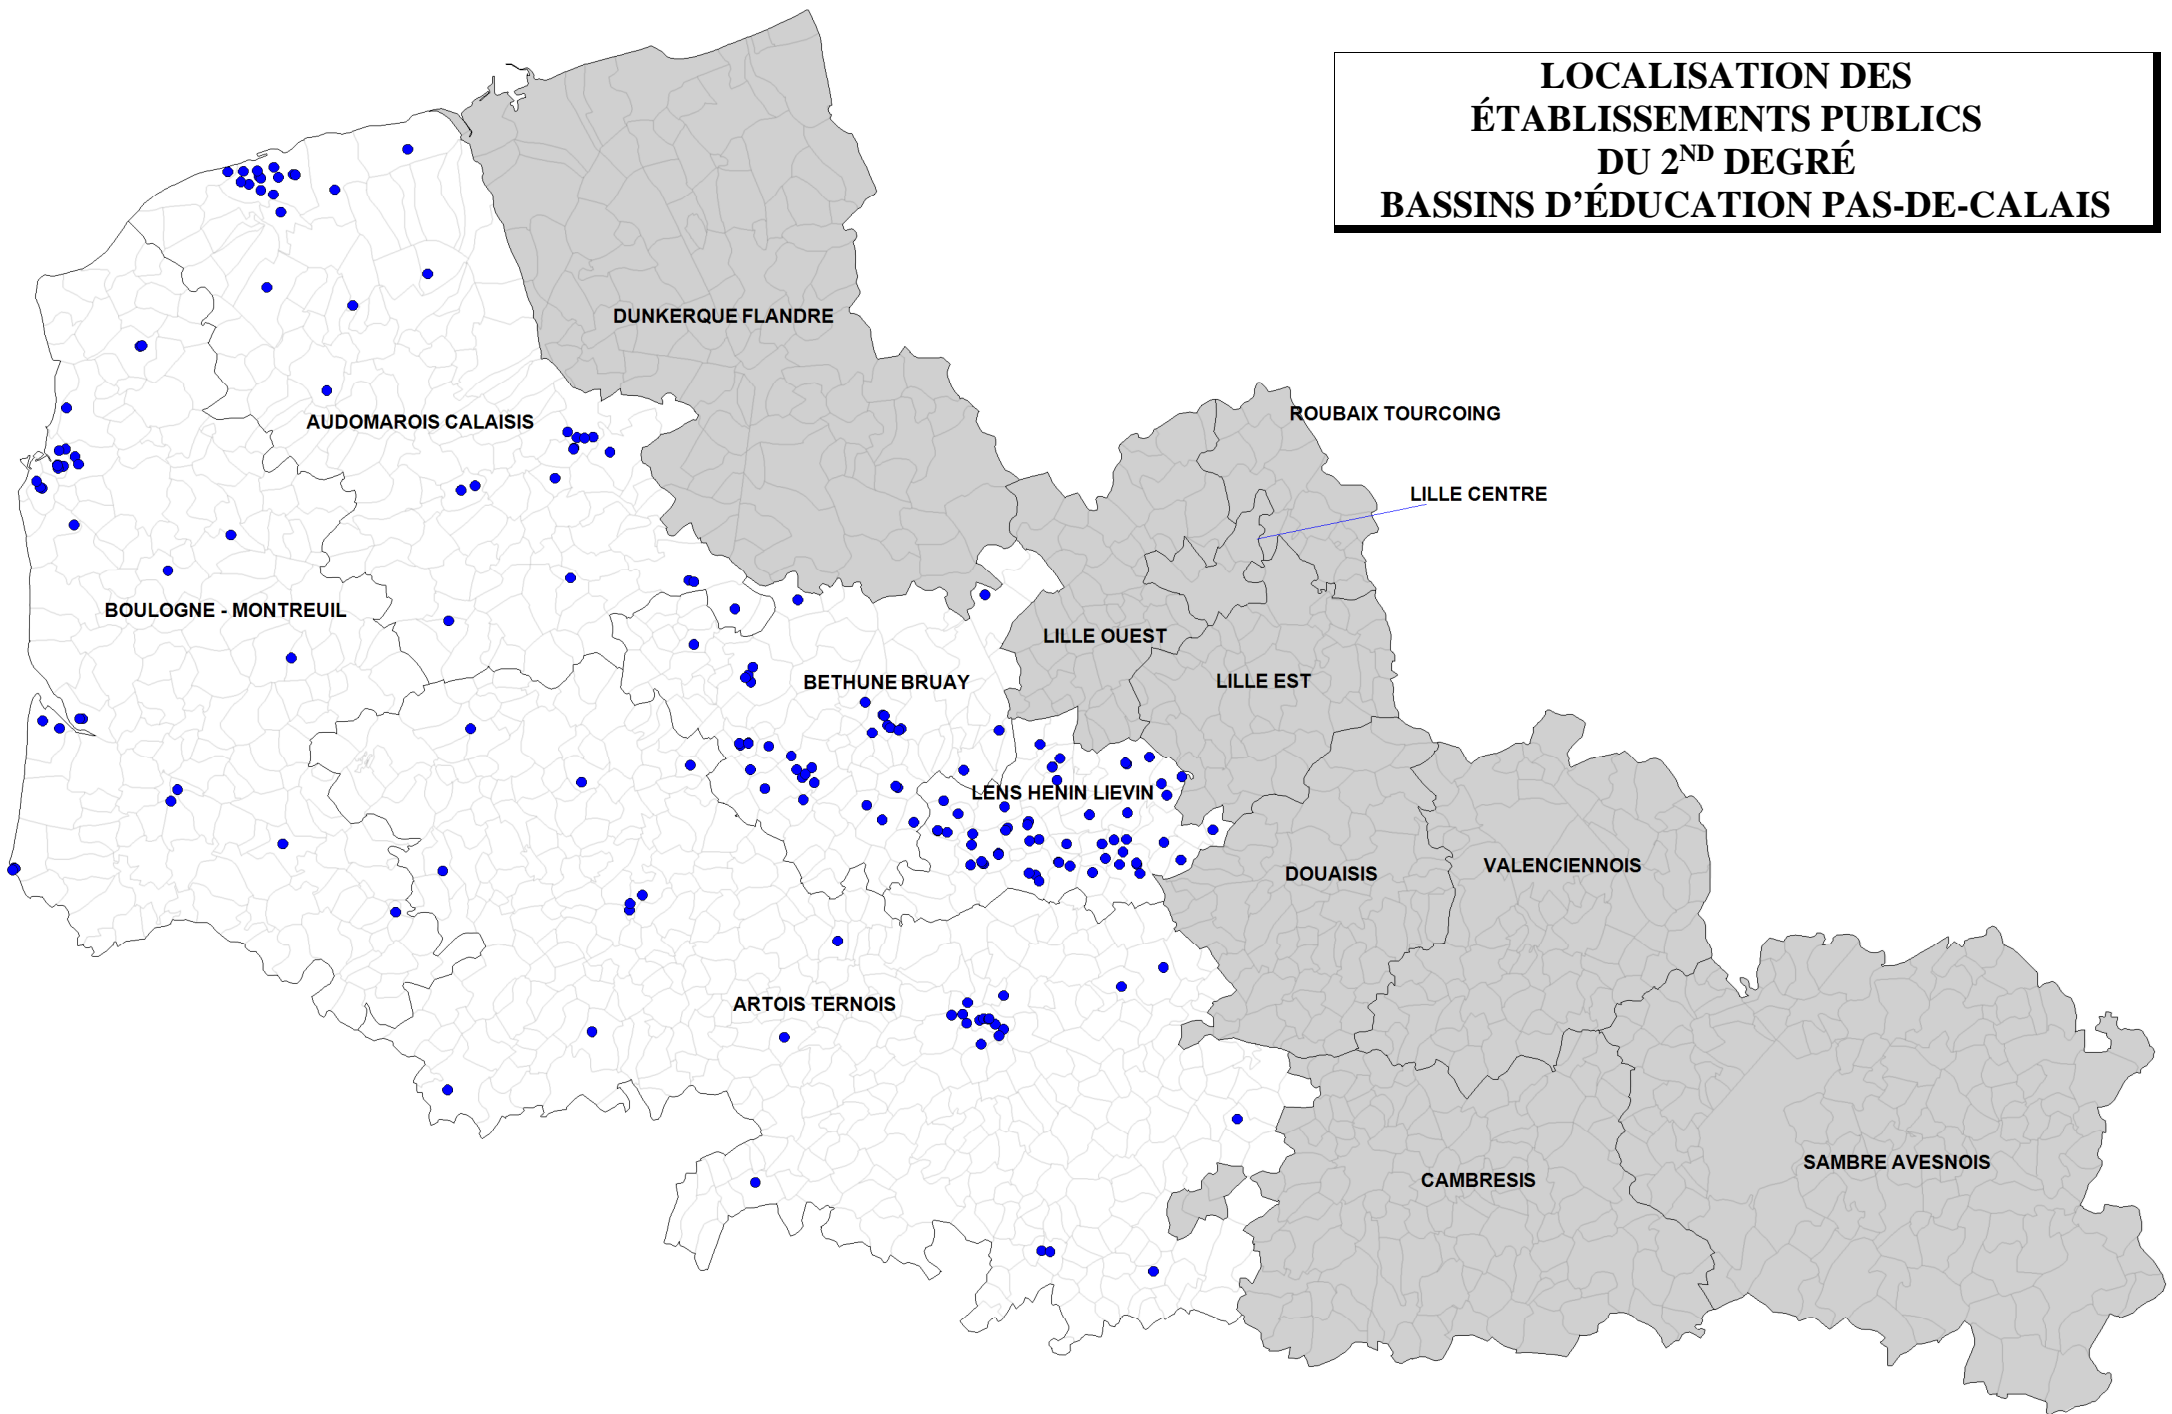 LOCALISATION DES
ÉTABLISSEMENTS PUBLICS
DU 2ND DEGRÉ
BASSINS D'ÉDUCATION PAS-DE-CALAIS
DUNKERQUE FLANDRE
ROUBAIX TOURCOING
AUDOMAROIS CALAISIS
LILLE CENTRE
BOULOGNE - MONTREUIL
LILLE OUEST
BETHUNE BRUAY
LILLE EST
LENS HENIN LIEVIN
DOUAISIS
VALENCIENNOIS
ARTOIS TERNOIS
CAMBRESIS
SAMBRE AVESNOIS